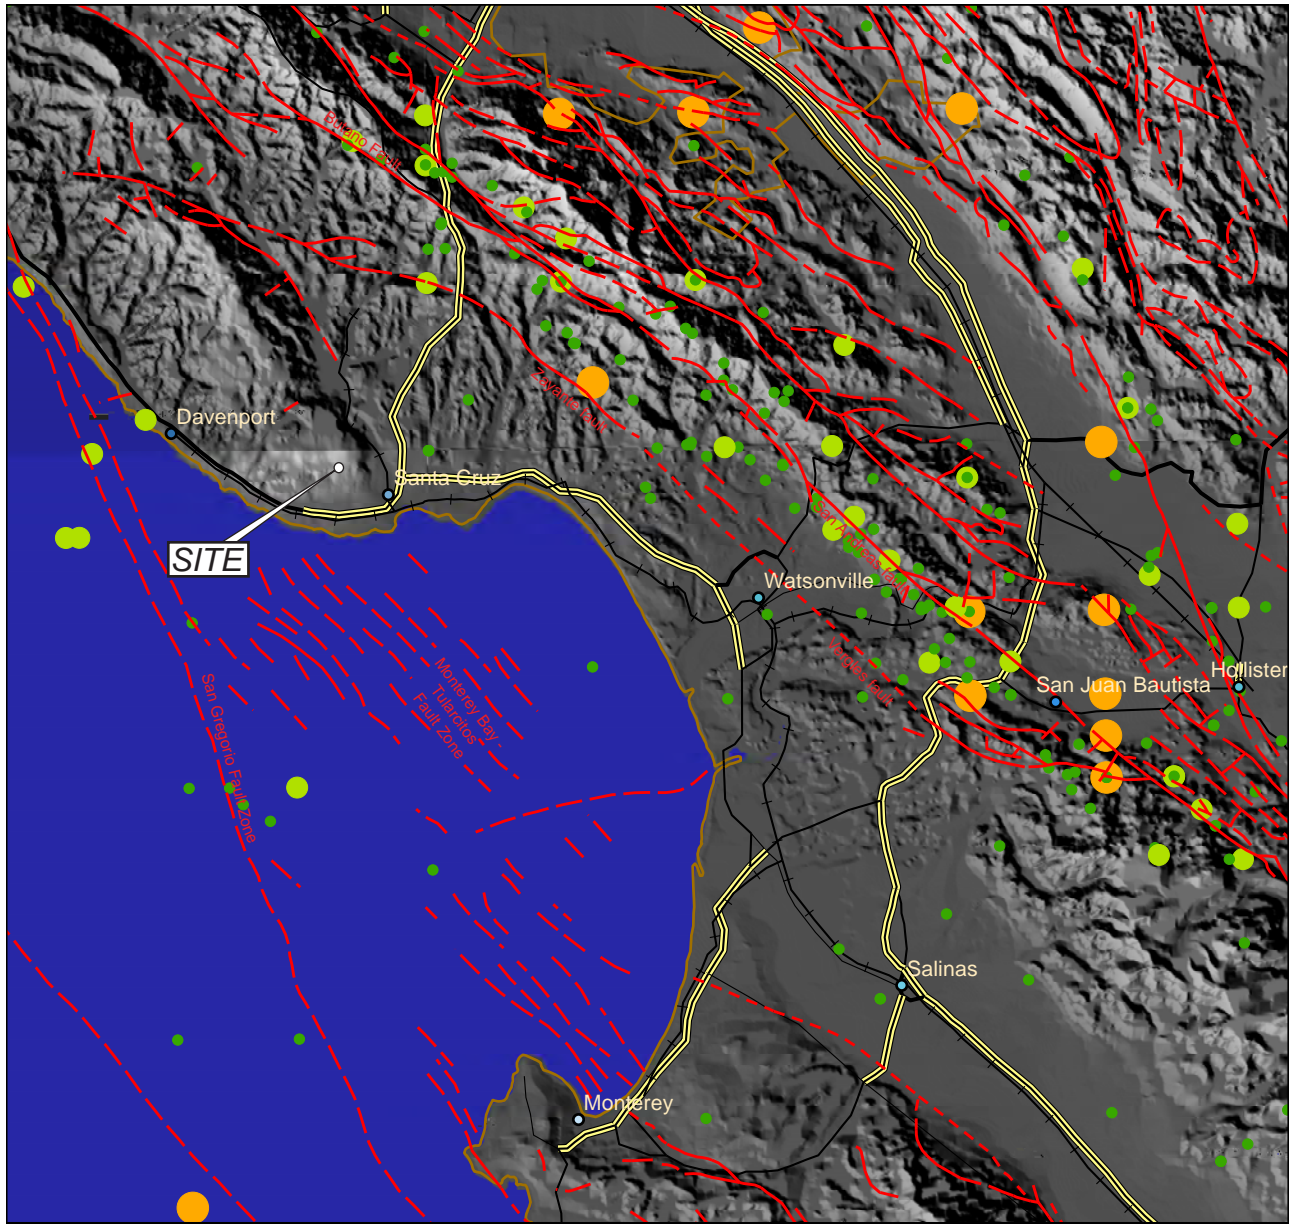 Butano Fault
Davenport
Zayante fault
Santa Cruz
San Andreas fault
SITE
Watsonville
Vergles fault
Hollister
San Juan Bautista
Monterey Bay -
Tularcitos
Fault Zone
San Gregorio Fault Zone
Salinas
Monterey